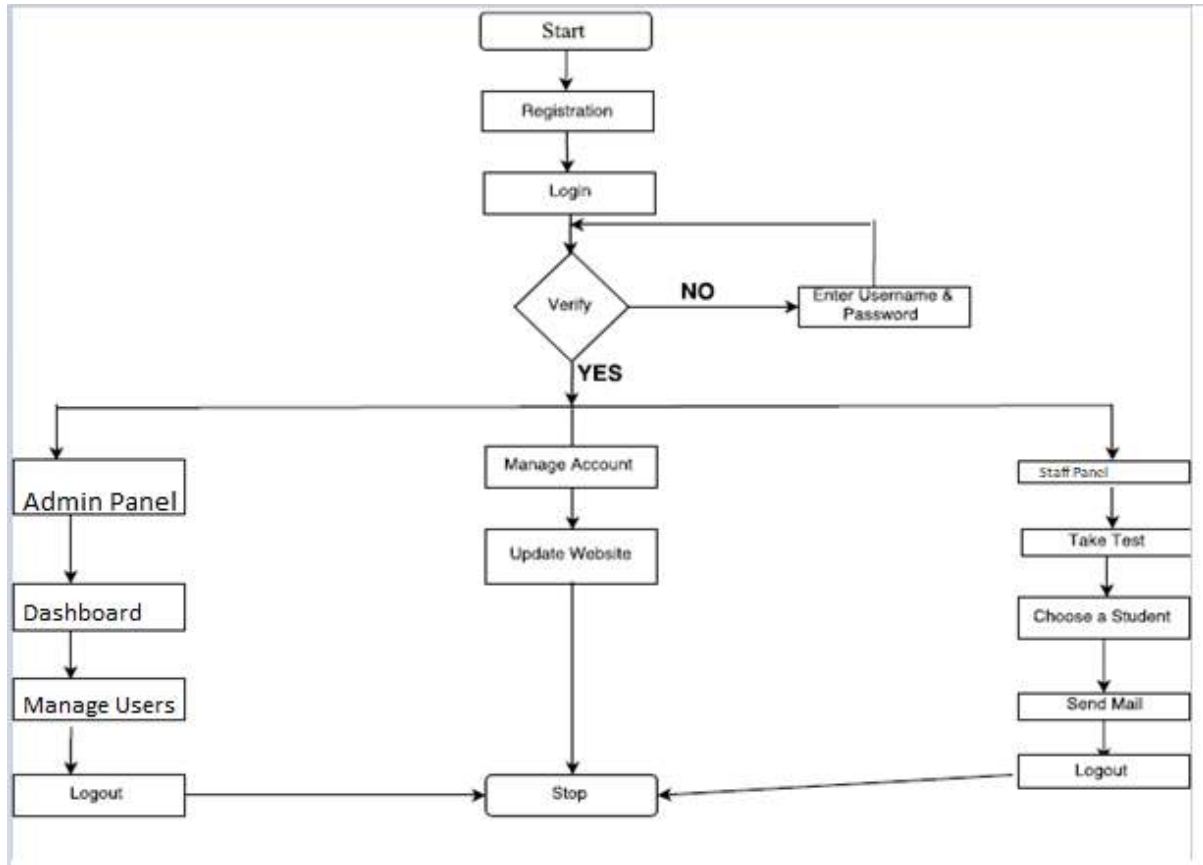 Start
Registration
Login
Verify
NO
Enter Username &
Password
YES
Admin Panel
Dashboard
Manage Users
Logout
Manage Account
Update Website
Stop
Staff Panel
Take Test
Choose a Student
Send Mail
Logout